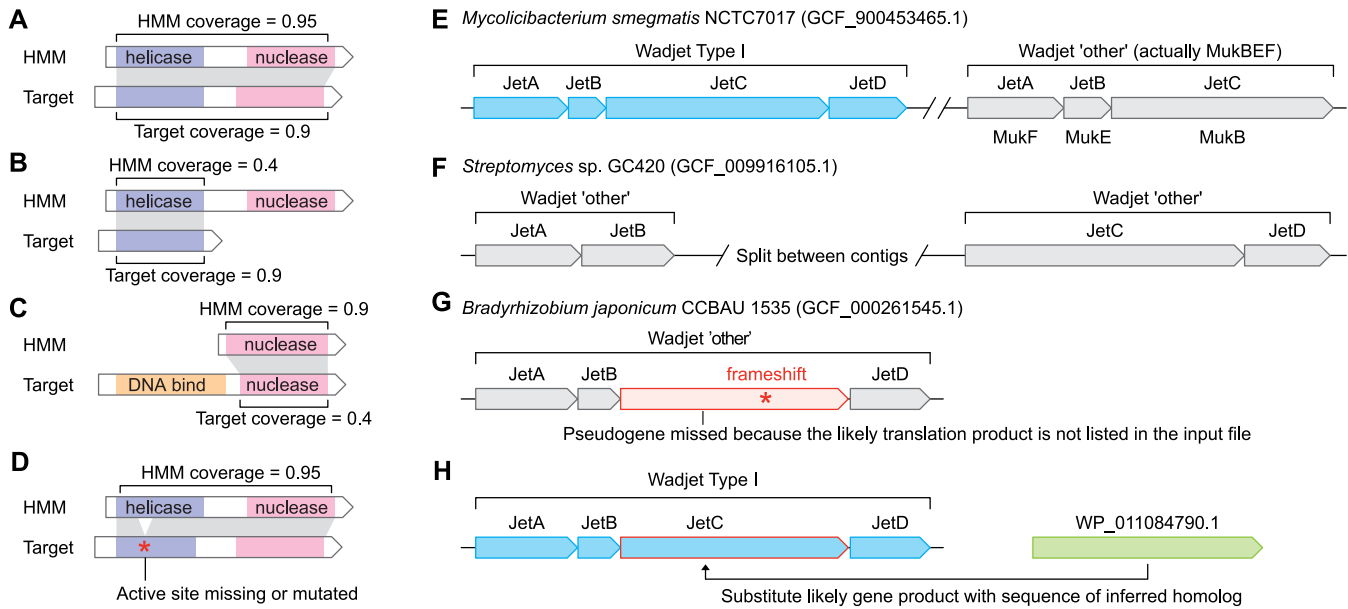 A
HMM coverage = 0.95
HMM
helicase
nuclease
Target
Target coverage = 0.9
B
HMM coverage = 0.4
HMM
helicase
nuclease
Target
Target coverage = 0.9
C
HMM coverage = 0.9
HMM
nuclease
Target
DNA bind
nuclease
Target coverage = 0.4
D
HMM coverage = 0.95
HMM
helicase
nuclease
Target
*
Active site missing or mutated
E
Mycolicibacterium smegmatis NCTC7017 (GCF_900453465.1)
Wadjet Type I
Wadjet 'other' (actually MukBEF)
JetA JetB JetC JetD
JetA JetB JetC
MukF MukE MukB
F
Streptomyces sp. GC420 (GCF_009916105.1)
Wadjet 'other'
Wadjet 'other'
JetA JetB
JetC JetD
Split between contigs
G
Bradyrhizobium japonicum CCBAU 1535 (GCF_000261545.1)
Wadjet 'other'
JetA JetB frameshift JetD
*
Pseudogene missed because the likely translation product is not listed in the input file
H
Wadjet Type I
JetA JetB JetC JetD
WP_011084790.1
Substitute likely gene product with sequence of inferred homolog